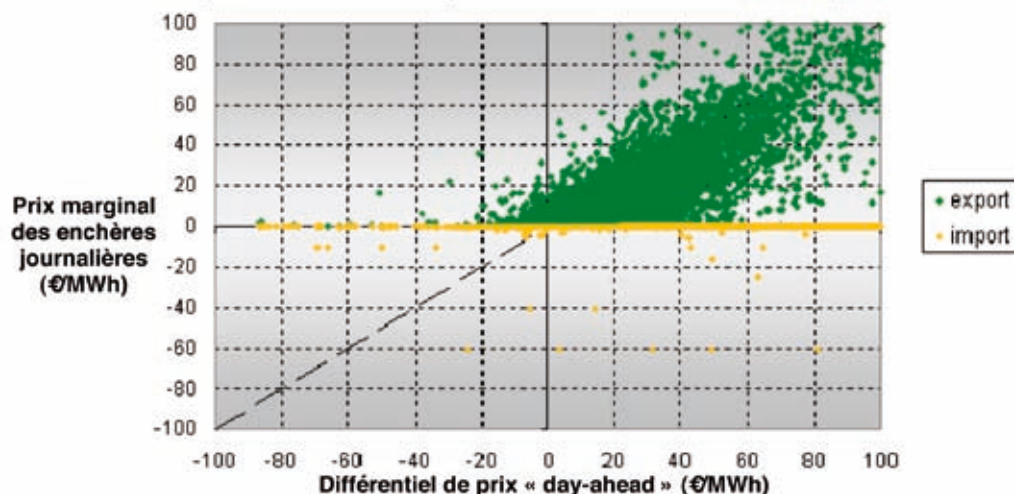 100
80
60
40
20
0
-20
-40
-60
-80
-100
Prix marginal
des enchères
journalières
(€/MWh)
export
import
-100 -80 -60 -40 -20 0 20 40 60 80 100
Différentiel de prix « day-ahead » (€/MWh)